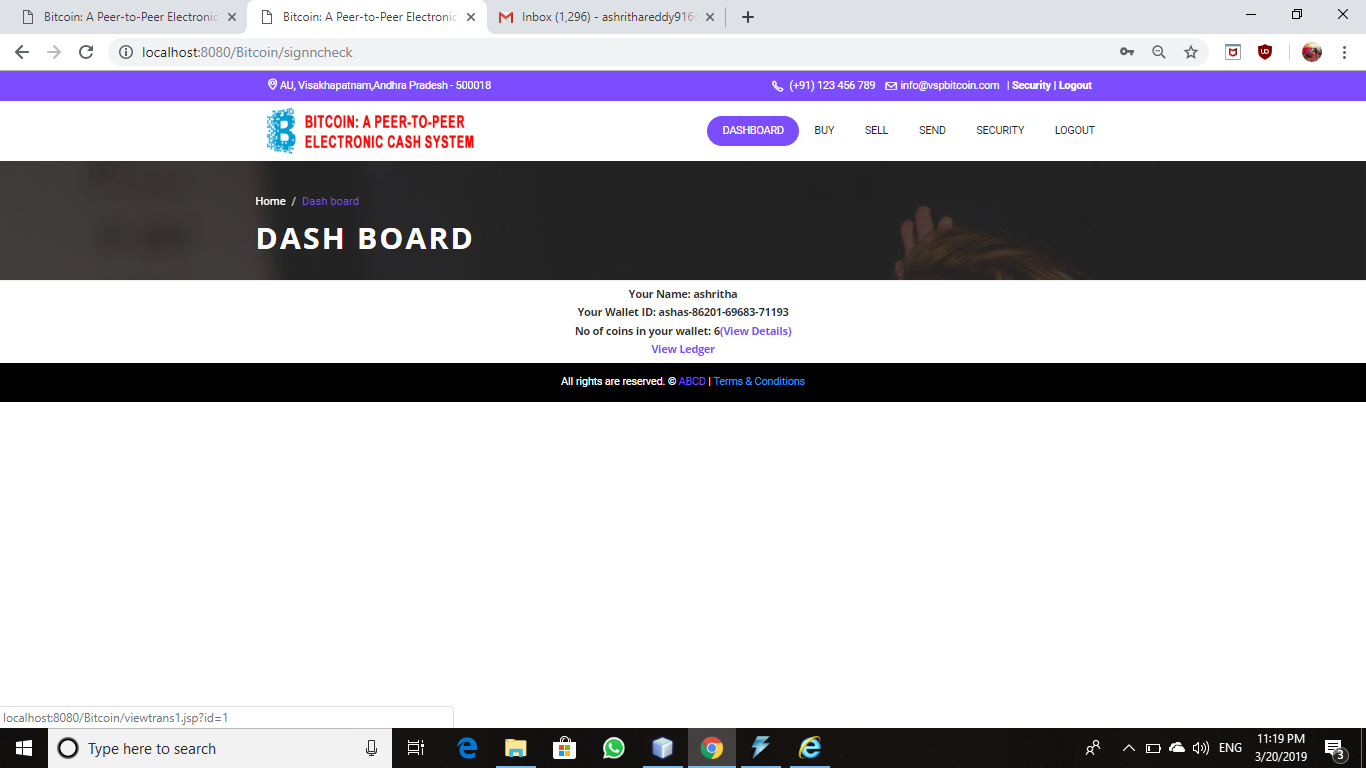 Bitcoin: A Peer-to-Peer Electronic
Bitcoin: A Peer-to-Peer Electronic
Inbox (1,296) - ashrithareddy916
localhost:8080/Bitcoin/signncheck
AU, Visakhapatnam,Andhra Pradesh - 500018
(+91) 123 456 789 info@vspbitcoin.com | Security | Logout
BITCOIN: A PEER-TO-PEER
ELECTRONIC CASH SYSTEM
DASHBOARD BUY SELL SEND SECURITY LOGOUT
Home / Dash board
DASH BOARD
Your Name: ashritha
Your Wallet ID: ashas-86201-69683-71193
No of coins in your wallet: 6(View Details)
View Ledger
All rights are reserved. © ABCD | Terms & Conditions
localhost:8080/Bitcoin/viewtrans1.jsp?id=1
Type here to search
ENG
11:19 PM
3/20/2019
3